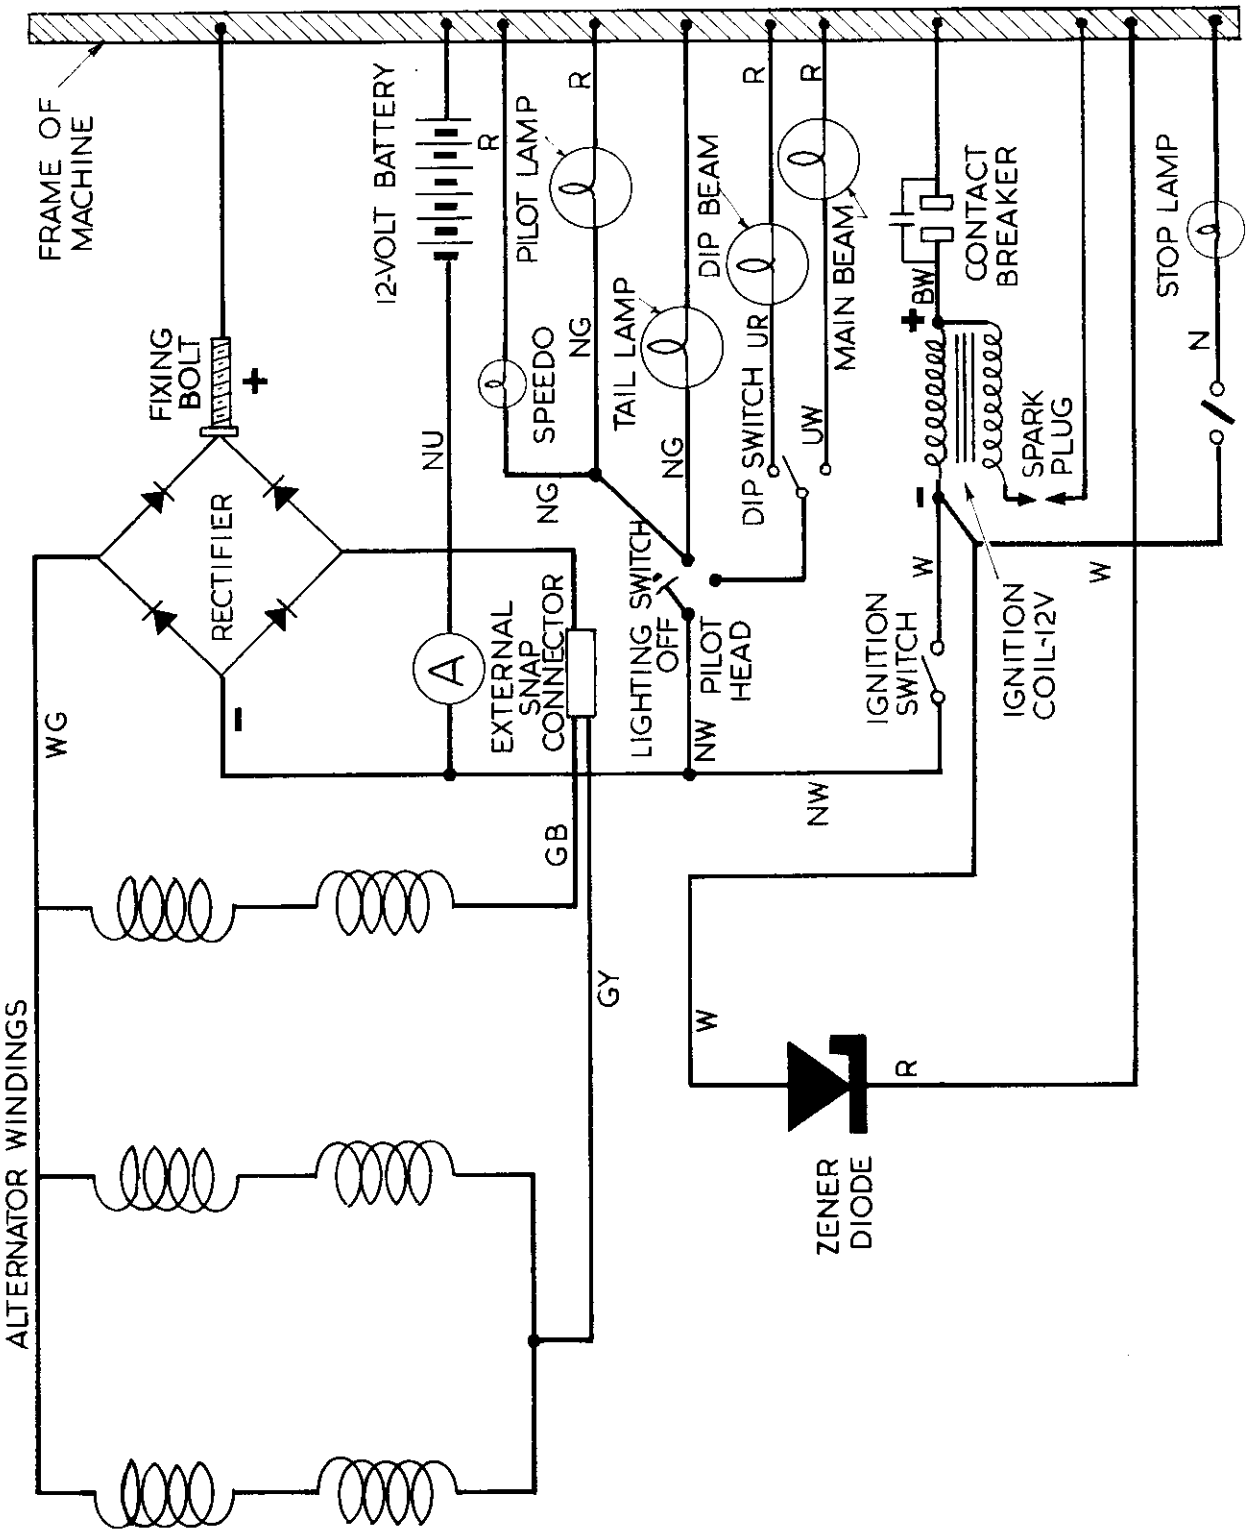 FRAME OF
MACHINE
FIXING
BOLT
+
RECTIFIER
-
WG
ALTERNATOR WINDINGS
12-VOLT BATTERY
NU
A
R
SPEEDO
NG
PILOT LAMP
R
NG
EXTERNAL
SNAP
CONNECTOR
GB
GY
TAIL LAMP
NG
LIGHTING SWITCH
OFF
PILOT
HEAD
NW
DIP BEAM
R
DIP SWITCH
UR
R
MAIN BEAM
UW
NW
CONTACT
BREAKER
BW
+
-
W
IGNITION
SWITCH
SPARK
PLUG
IGNITION
COIL-12V
W
STOP LAMP
N
W
R
ZENER
DIODE